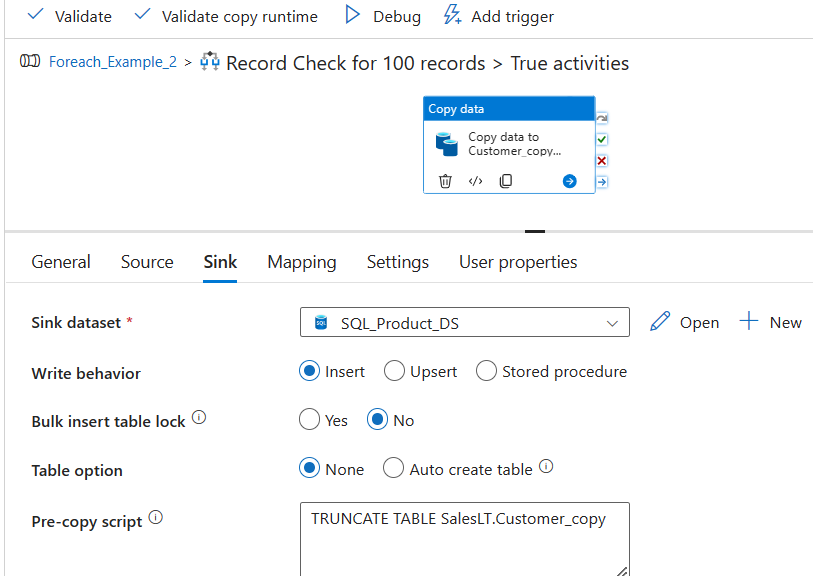 Validate Validate copy runtime Debug Add trigger
Foreach_Example_2 > Record Check for 100 records > True activities
Copy data
Copy data to
Customer_copy...
</>
General Source Sink Mapping Settings User properties
Sink dataset * SQL SQL_Product_DS Open New
Write behavior Insert Upsert Stored procedure
Bulk insert table lock Yes No
Table option None Auto create table
Pre-copy script TRUNCATE TABLE SalesLT.Customer_copy